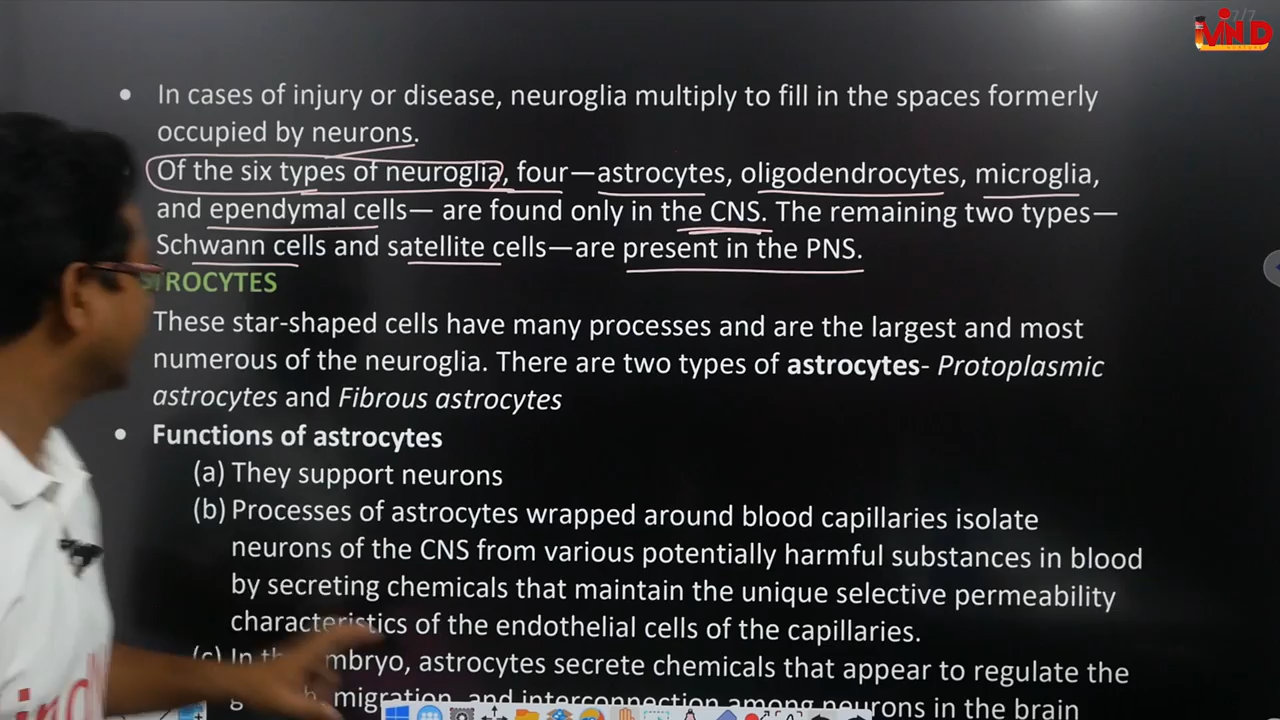 7/7
MIND
• In cases of injury or disease, neuroglia multiply to fill in the spaces formerly
occupied by neurons.
Of the six types of neuroglia, four—astrocytes, oligodendrocytes, microglia,
and ependymal cells— are found only in the CNS. The remaining two types—
Schwann cells and satellite cells—are present in the PNS.
STROCYTES
These star-shaped cells have many processes and are the largest and most
numerous of the neuroglia. There are two types of astrocytes- Protoplasmic
astrocytes and Fibrous astrocytes
• Functions of astrocytes
(a) They support neurons
(b) Processes of astrocytes wrapped around blood capillaries isolate
neurons of the CNS from various potentially harmful substances in blood
by secreting chemicals that maintain the unique selective permeability
characteristics of the endothelial cells of the capillaries.
(c) In mbryo, astrocytes secrete chemicals that appear to regulate the
migration, and interconnection among neurons in the brain